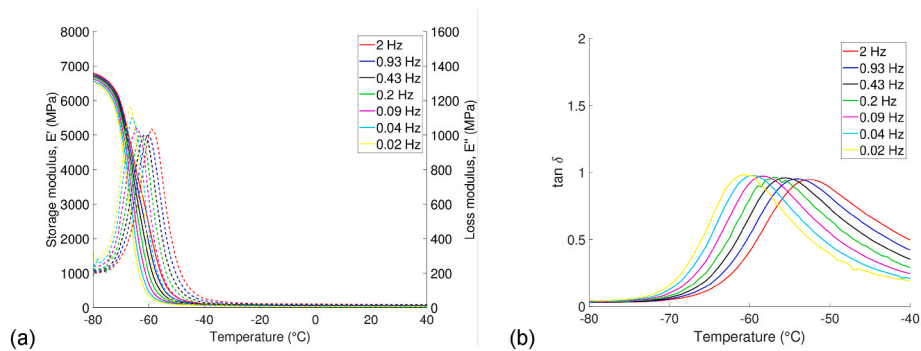 8000
7000
6000
5000
4000
3000
2000
1000
0
Storage modulus, E' (MPa)
1600
1400
1200
1000
800
600
400
200
0
Loss modulus, E'' (MPa)
2 Hz
0.93 Hz
0.43 Hz
0.2 Hz
0.09 Hz
0.04 Hz
0.02 Hz
-80 -60 -40 -20 0 20 40
Temperature (°C)
(a)
2
1.5
1
0.5
0
tan δ
2 Hz
0.93 Hz
0.43 Hz
0.2 Hz
0.09 Hz
0.04 Hz
0.02 Hz
-80 -70 -60 -50 -40
Temperature (°C)
(b)